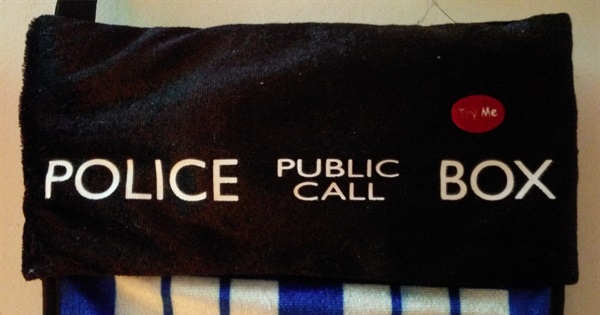 Try Me
POLICE PUBLIC CALL BOX